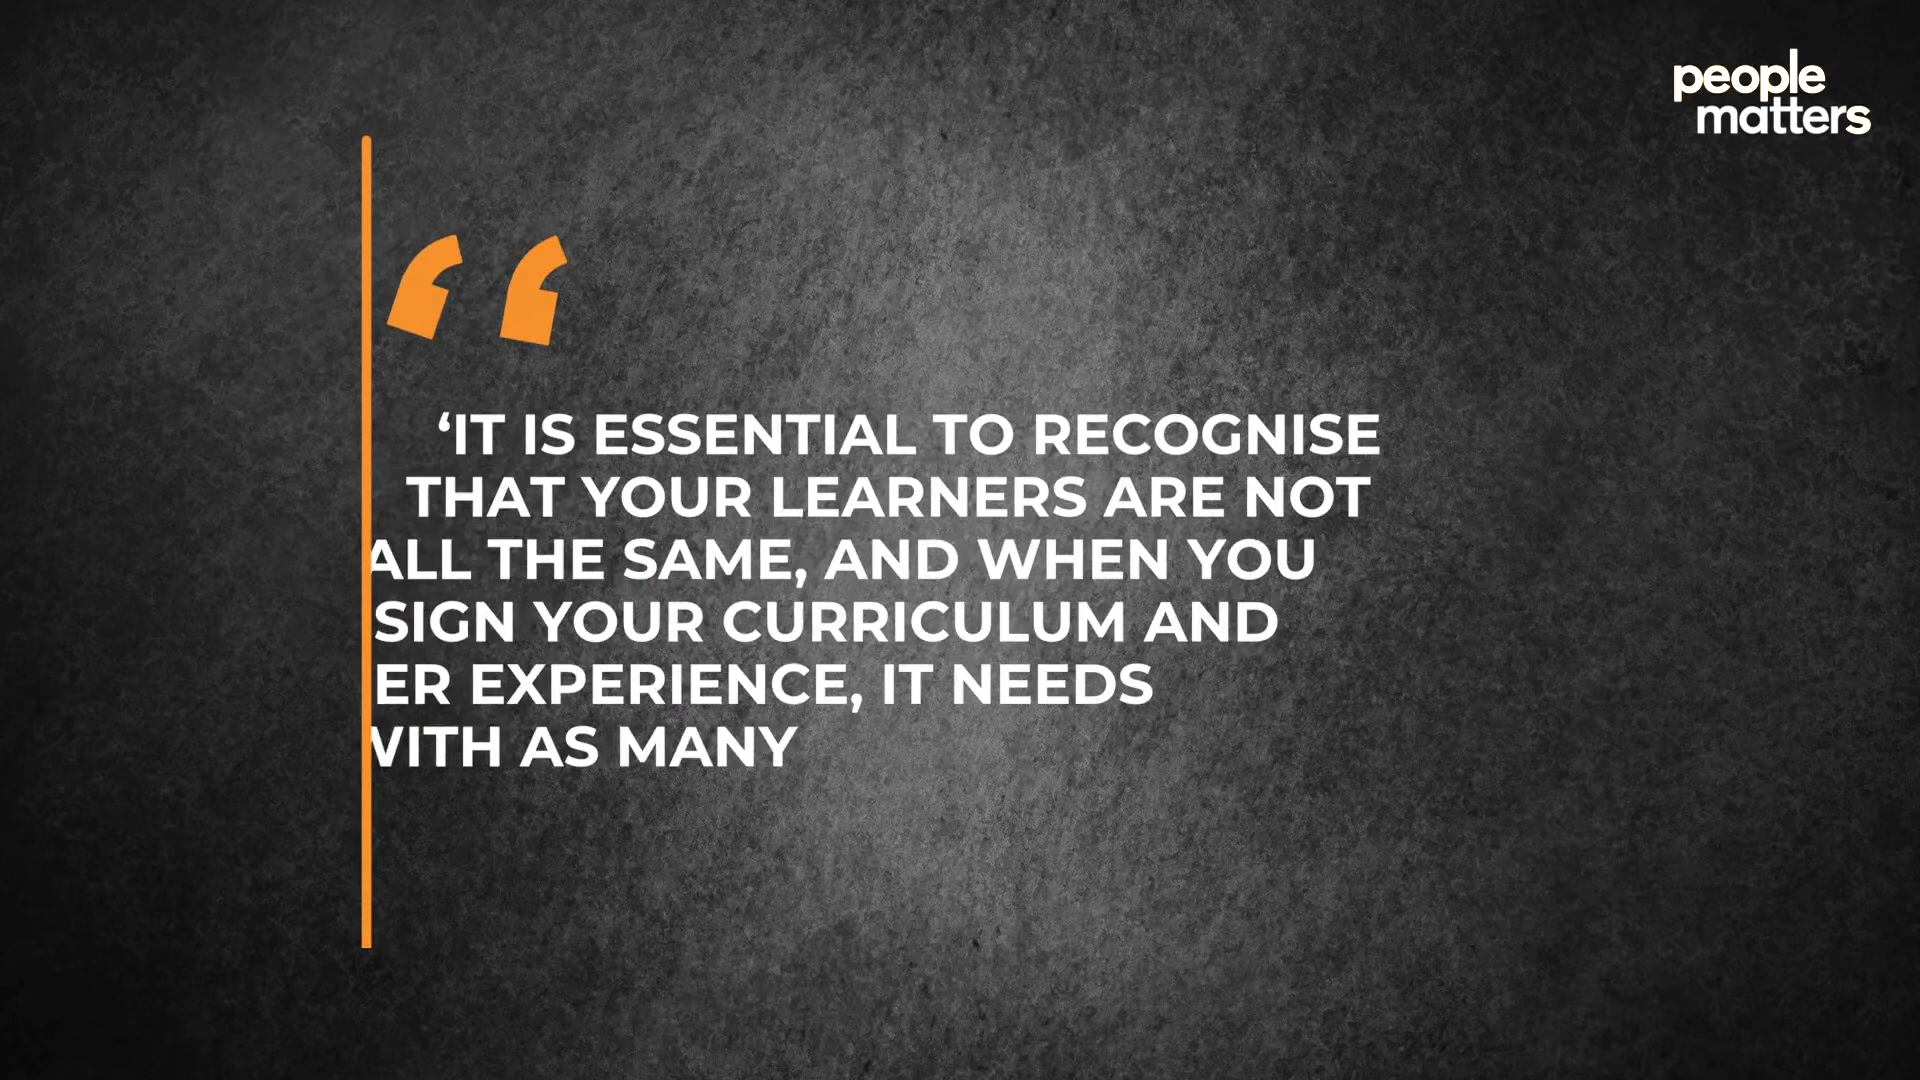 people
matters
‘IT IS ESSENTIAL TO RECOGNISE
THAT YOUR LEARNERS ARE NOT
ALL THE SAME, AND WHEN YOU
SIGN YOUR CURRICULUM AND
ER EXPERIENCE, IT NEEDS
WITH AS MANY